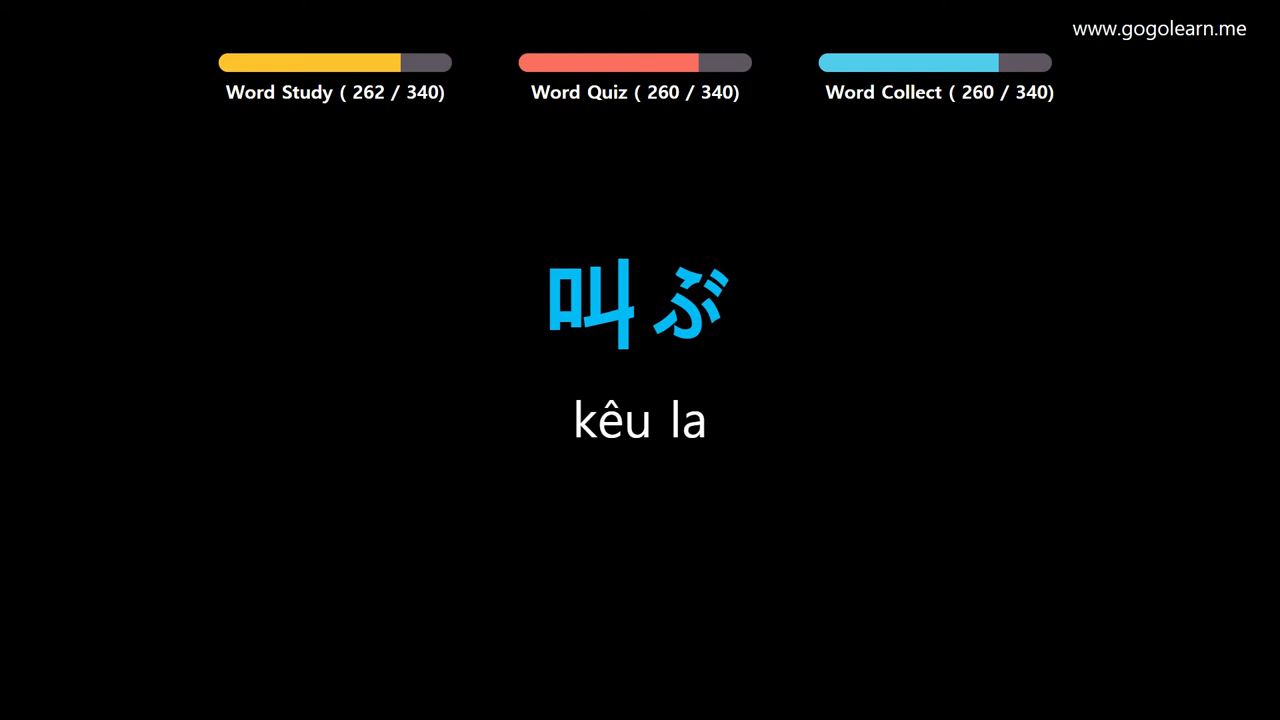 www.gogolearn.me
Word Study ( 262 / 340) Word Quiz ( 260 / 340) Word Collect ( 260 / 340)
叫ぶ
kêu la